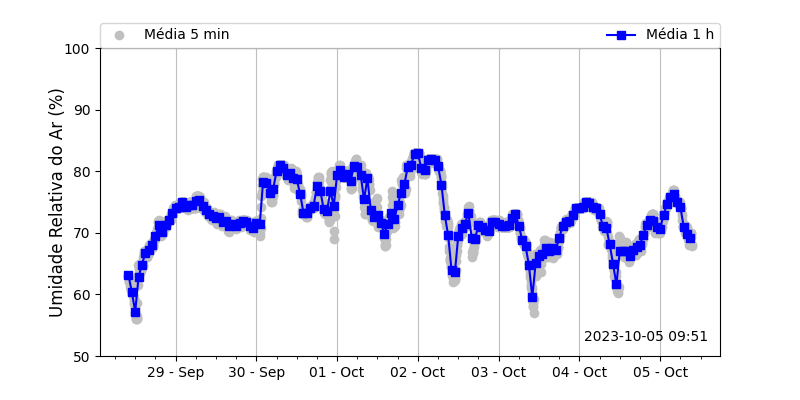 Média 5 min Média 1 h
Umidade Relativa do Ar (%)
100
90
80
70
60
50
2023-10-05 09:51
29 - Sep 30 - Sep 01 - Oct 02 - Oct 03 - Oct 04 - Oct 05 - Oct